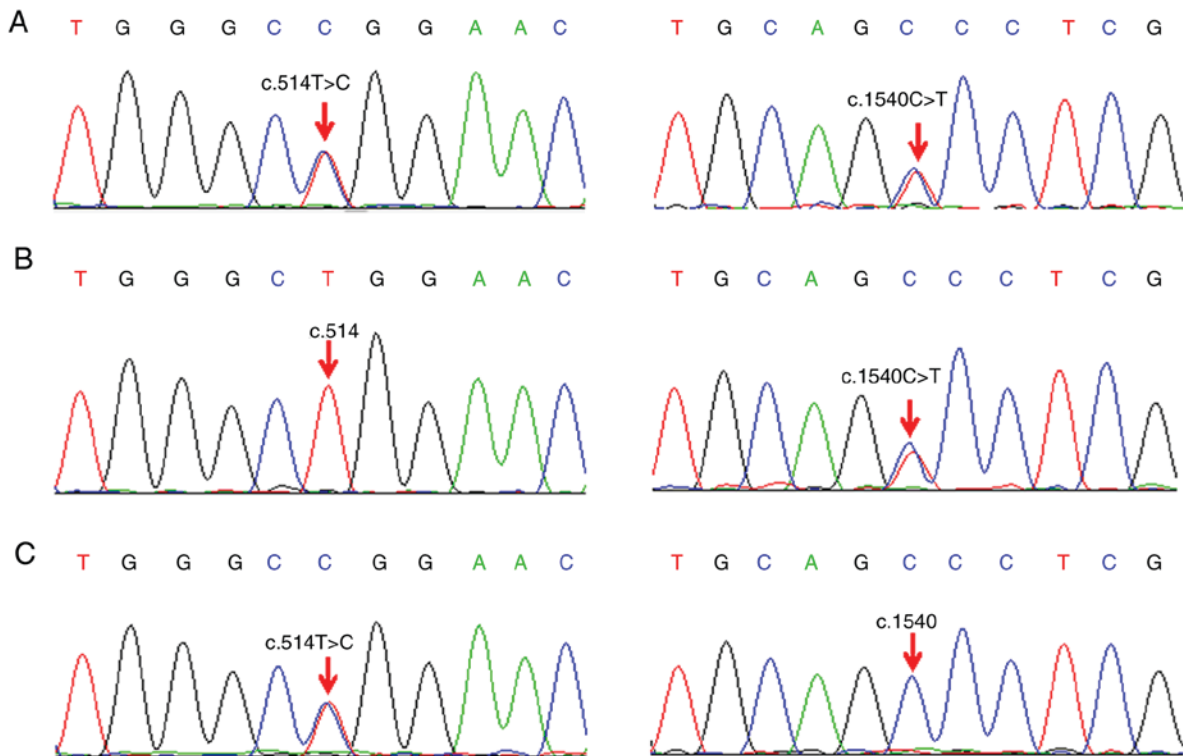 A
T G G G C C G G A A C
T G C A G C C C T C G
c.514T>C
c.1540C>T
B
T G G G C T G G A A C
T G C A G C C C T C G
c.514
c.1540C>T
C
T G G G C C G G A A C
T G C A G C C C T C G
c.514T>C
c.1540